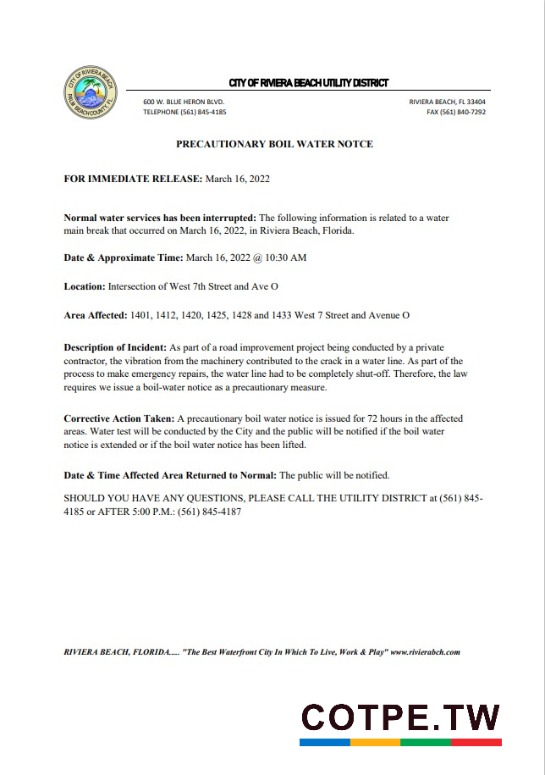 CITY OF RIVIERA BEACH
PALM BEACH COUNTY, FL
CITY OF RIVIERA BEACH UTILITY DISTRICT
600 W. BLUE HERON BLVD. RIVIERA BEACH, FL 33404
TELEPHONE (561) 845-4185 FAX (561) 840-7292
PRECAUTIONARY BOIL WATER NOTCE
FOR IMMEDIATE RELEASE: March 16, 2022
Normal water services has been interrupted: The following information is related to a water
main break that occurred on March 16, 2022, in Riviera Beach, Florida.
Date & Approximate Time: March 16, 2022 @ 10:30 AM
Location: Intersection of West 7th Street and Ave O
Area Affected: 1401, 1412, 1420, 1425, 1428 and 1433 West 7 Street and Avenue O
Description of Incident: As part of a road improvement project being conducted by a private
contractor, the vibration from the machinery contributed to the crack in a water line. As part of the
process to make emergency repairs, the water line had to be completely shut-off. Therefore, the law
requires we issue a boil-water notice as a precautionary measure.
Corrective Action Taken: A precautionary boil water notice is issued for 72 hours in the affected
areas. Water test will be conducted by the City and the public will be notified if the boil water
notice is extended or if the boil water notice has been lifted.
Date & Time Affected Area Returned to Normal: The public will be notified.
SHOULD YOU HAVE ANY QUESTIONS, PLEASE CALL THE UTILITY DISTRICT at (561) 845-
4185 or AFTER 5:00 P.M.: (561) 845-4187
RIVIERA BEACH, FLORIDA..... "The Best Waterfront City In Which To Live, Work & Play" www.rivierabch.com
COTPE.TW